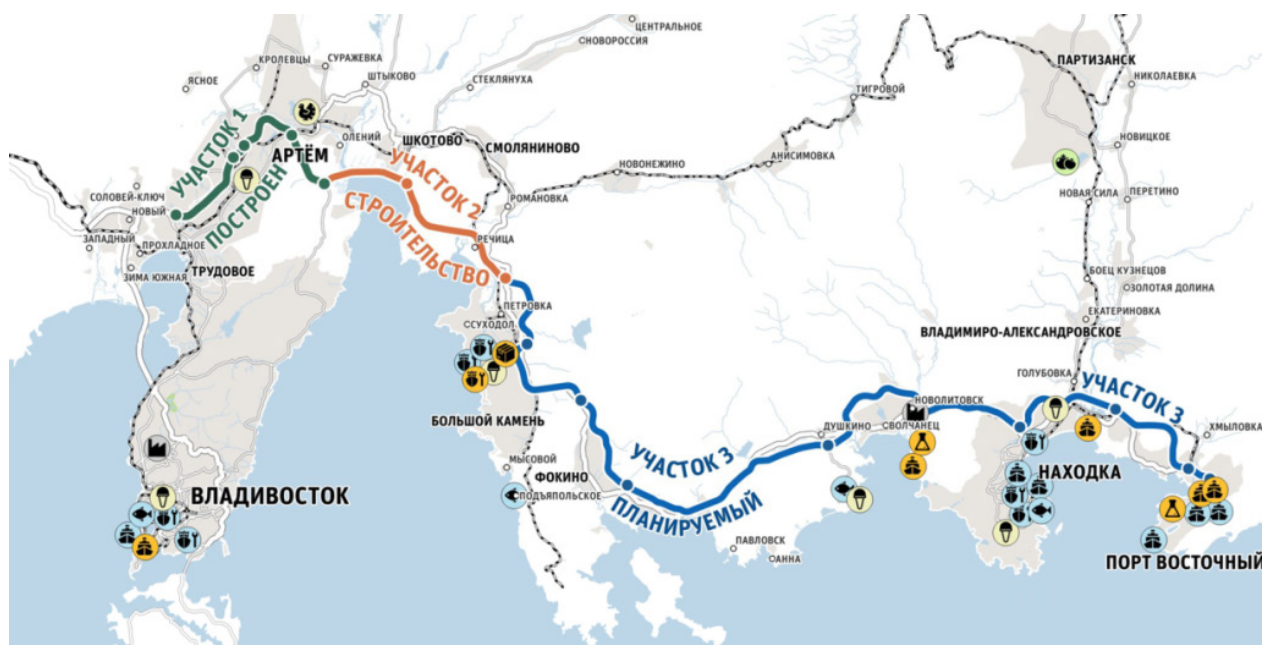 ЦЕНТРАЛЬНОЕ
НОВОРОССИЯ
КРОЛЕВЦЫ
СУРАЖЕВКА
ЯСНОЕ
ШТЫКОВО
СТЕКЛЯНУХА
ПАРТИЗАНСК
НИКОЛАЕВКА
ТИГРОВОЙ
УЧАСТОК 1
АРТЁМ
ОЛЕНИЙ
ШКОТОВО
СМОЛЯНИНОВО
НОВИЦКОЕ
ПОСТРОЕН
УЧАСТОК 2
СТРОИТЕЛЬСТВО
НОВОНЕЖИНО
АНИСИМОВКА
СОЛОВЕЙ-КЛЮЧ
НОВЫЙ
РОМАНОВКА
НОВАЯ СИЛА
ПЕРЕТИНО
ЗАПАДНЫЙ
ПРОХЛАДНОЕ
РЕЧИЦА
ЗИМА ЮЖНАЯ
ТРУДОВОЕ
БОЕЦ КУЗНЕЦОВ
ЗОЛОТАЯ ДОЛИНА
ПЕТРОВКА
ССУХОДОЛ
ЕКАТЕРИНОВКА
ВЛАДИМИРО-АЛЕКСАНДРОВСКОЕ
ГОЛУБОВКА
УЧАСТОК 3
БОЛЬШОЙ КАМЕНЬ
НОВОЛИТОВСК
СВОЛЧАНЕЦ
ДУШКИНО
ХМЫЛОВКА
УЧАСТОК 3
ПЛАНИРУЕМЫЙ
МЫСОВОЙ
ФОКИНО
НАХОДКА
ПОДЪЯПОЛЬСКОЕ
ВЛАДИВОСТОК
ПАВЛОВСК
АННА
ПОРТ ВОСТОЧНЫЙ